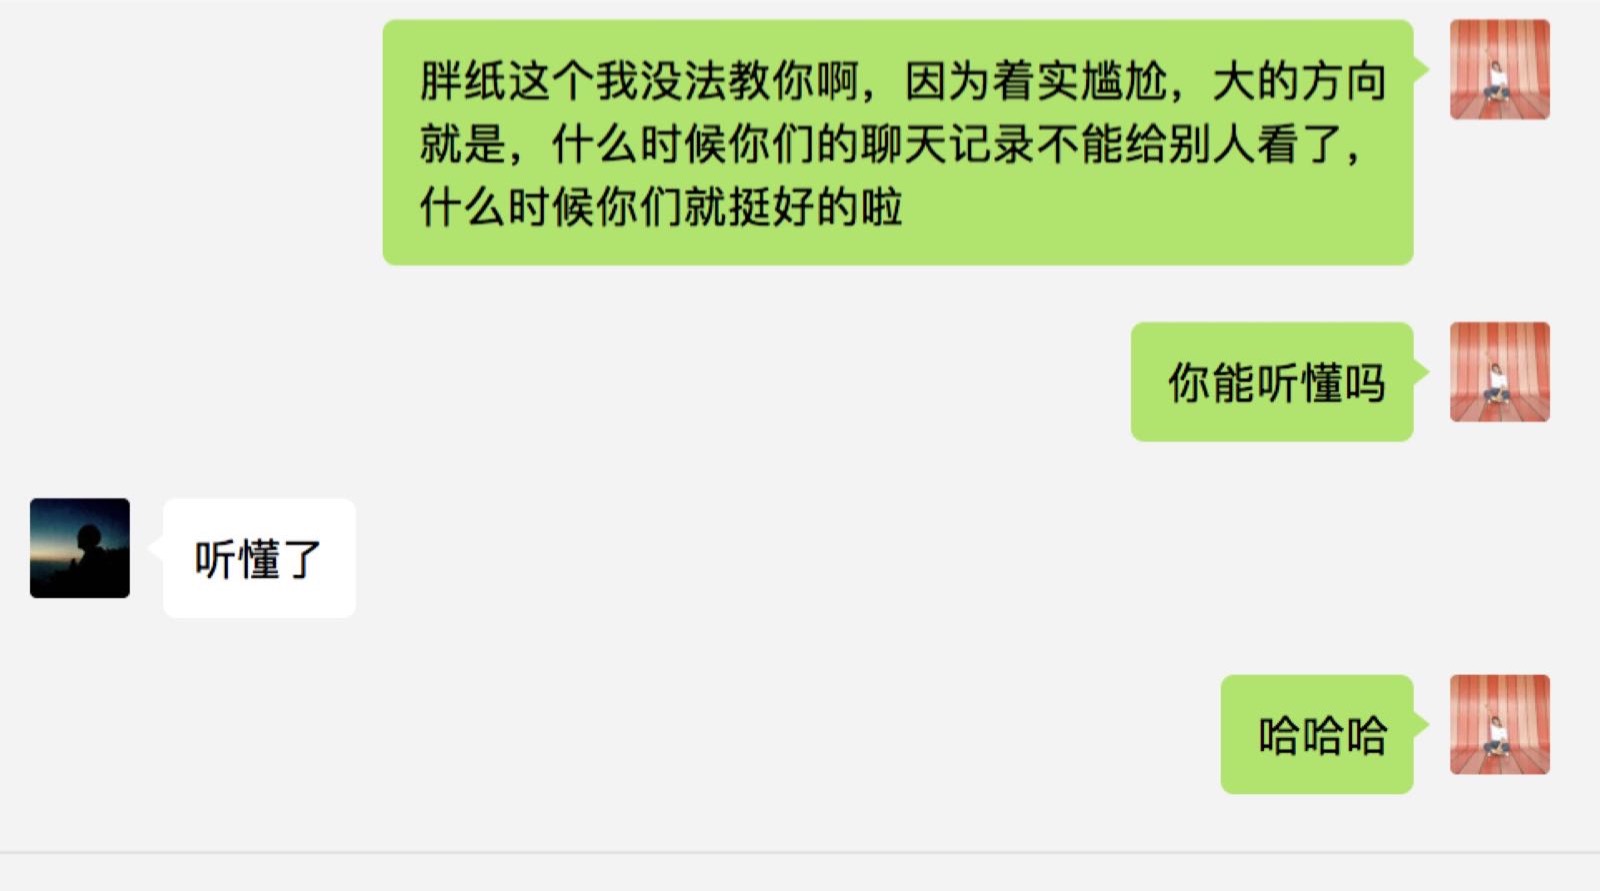 胖纸这个我没法教你啊，因为着实尴尬，大的方向
就是，什么时候你们的聊天记录不能给别人看了，
什么时候你们就挺好的啦
你能听懂吗
听懂了
哈哈哈